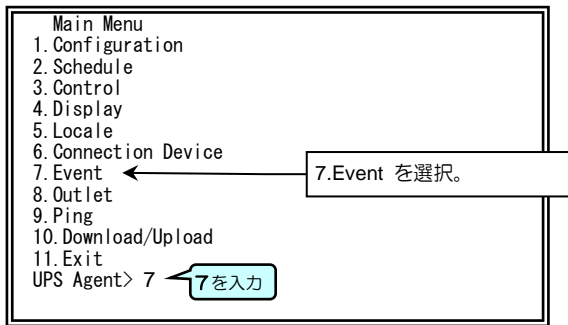 Main Menu
1.Configuration
2.Schedule
3.Control
4.Display
5.Locale
6.Connection Device
7.Event
7.Event を選択。
8.Outlet
9.Ping
10.Download/Upload
11.Exit
UPS Agent> 7
7を入力